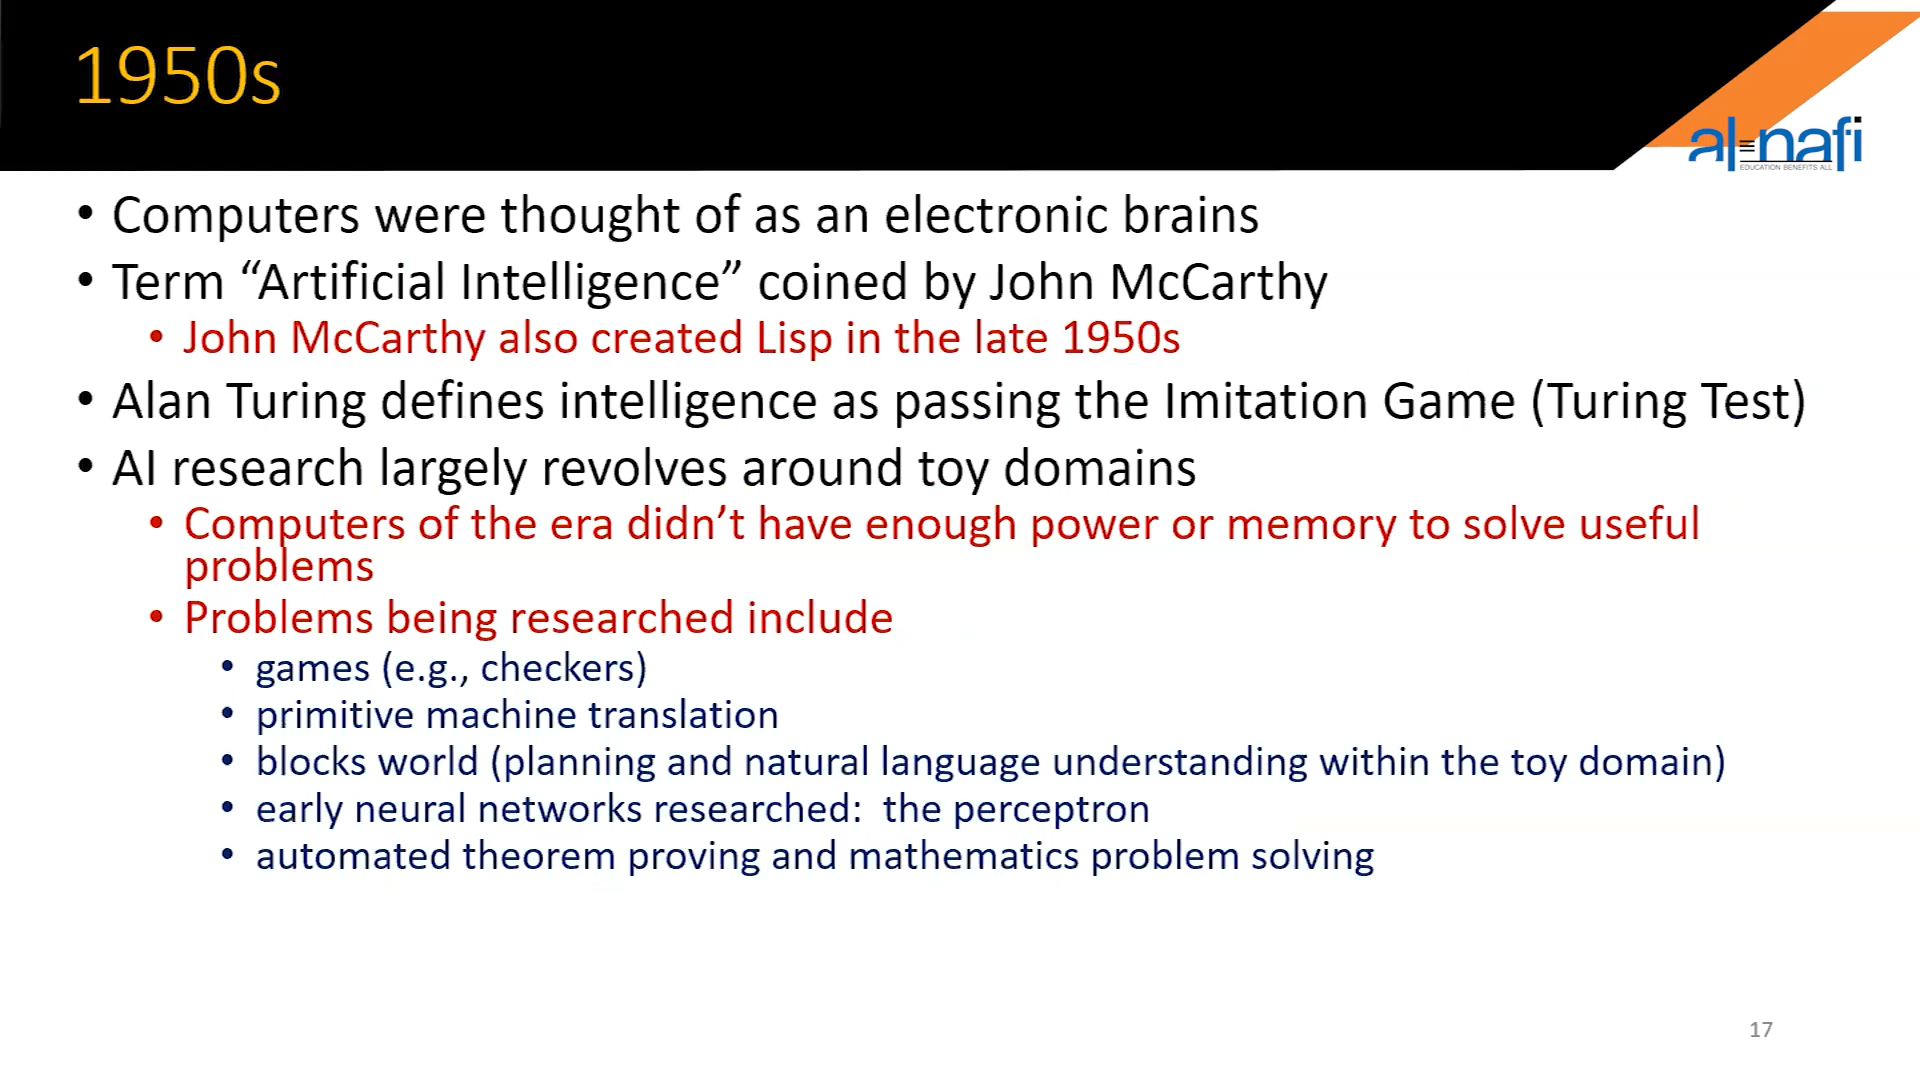 1950s
al-nafi
EDUCATION BENEFITS ALL
• Computers were thought of as an electronic brains
• Term “Artificial Intelligence” coined by John McCarthy
• John McCarthy also created Lisp in the late 1950s
• Alan Turing defines intelligence as passing the Imitation Game (Turing Test)
• AI research largely revolves around toy domains
• Computers of the era didn’t have enough power or memory to solve useful
problems
• Problems being researched include
• games (e.g., checkers)
• primitive machine translation
• blocks world (planning and natural language understanding within the toy domain)
• early neural networks researched:  the perceptron
• automated theorem proving and mathematics problem solving
17